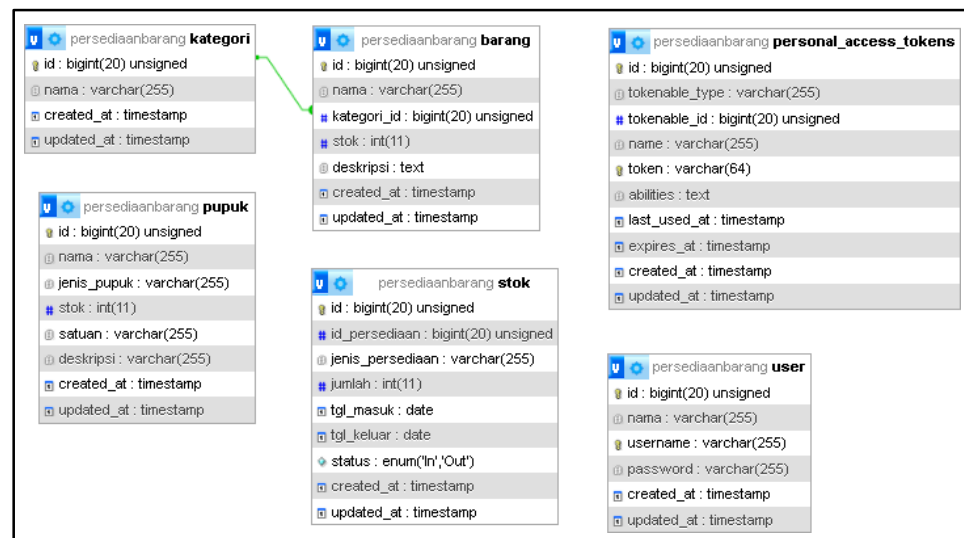 persediaanbarang kategori
id : bigint(20) unsigned
nama : varchar(255)
created_at : timestamp
updated_at : timestamp
persediaanbarang barang
id : bigint(20) unsigned
nama : varchar(255)
kategori_id : bigint(20) unsigned
stok : int(11)
deskripsi : text
created_at : timestamp
updated_at : timestamp
persediaanbarang personal_access_tokens
id : bigint(20) unsigned
tokenable_type : varchar(255)
tokenable_id : bigint(20) unsigned
name : varchar(255)
token : varchar(64)
abilities : text
last_used_at : timestamp
expires_at : timestamp
created_at : timestamp
updated_at : timestamp
persediaanbarang pupuk
id : bigint(20) unsigned
nama : varchar(255)
jenis_pupuk : varchar(255)
stok : int(11)
satuan : varchar(255)
deskripsi : varchar(255)
created_at : timestamp
updated_at : timestamp
persediaanbarang stok
id : bigint(20) unsigned
id_persediaan : bigint(20) unsigned
jenis_persediaan : varchar(255)
jumlah : int(11)
tgl_masuk : date
tgl_keluar : date
status : enum('In','Out')
created_at : timestamp
updated_at : timestamp
persediaanbarang user
id : bigint(20) unsigned
nama : varchar(255)
username : varchar(255)
password : varchar(255)
created_at : timestamp
updated_at : timestamp